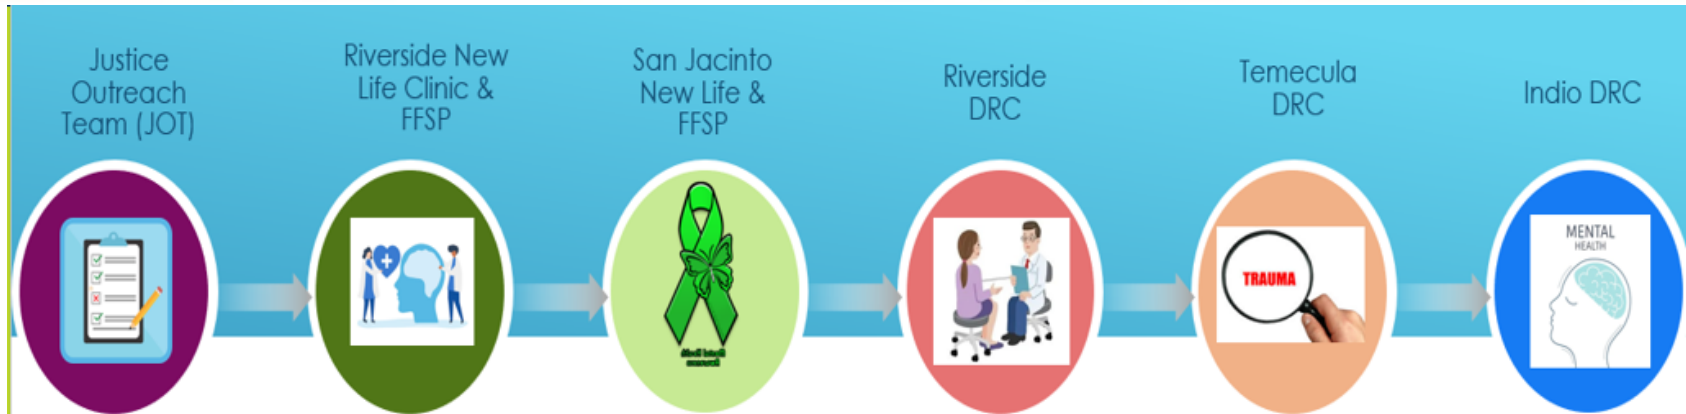 Justice
Outreach
Team (JOT)
Riverside New
Life Clinic &
FFSP
San Jacinto
New Life &
FFSP
Riverside
DRC
Temecula
DRC
Indio DRC
TRAUMA
MENTAL
HEALTH